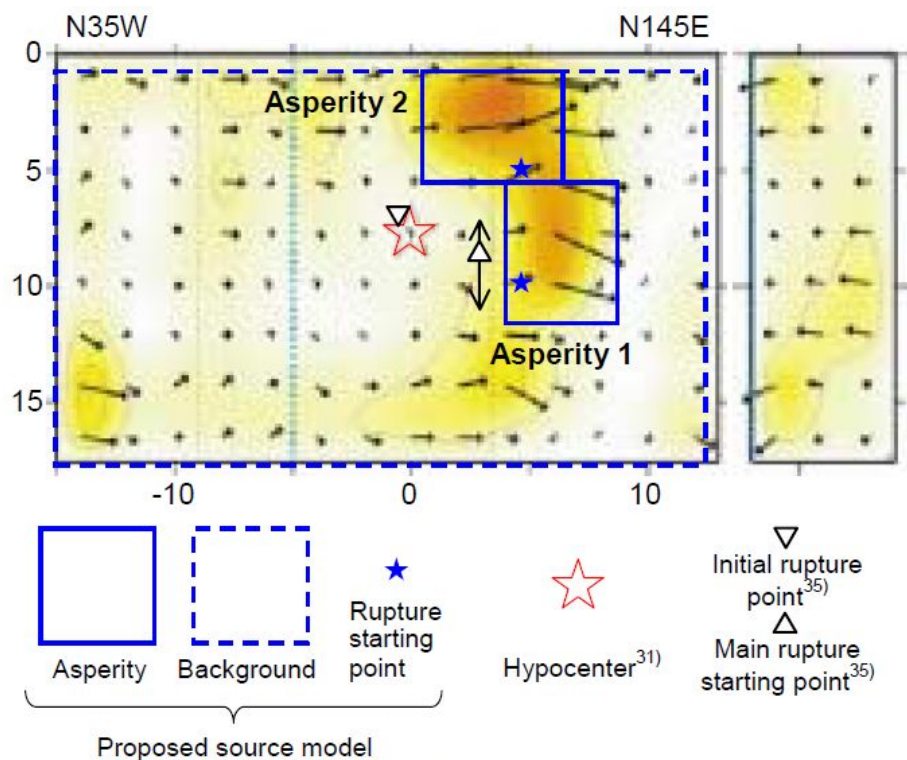 N35W N145E
0
Asperity 2
5
10
Asperity 1
15
-10 0 10
Asperity
Background
Rupture
starting
point
Hypocenter31)
Initial rupture
point35)
Main rupture
starting point35)
Proposed source model